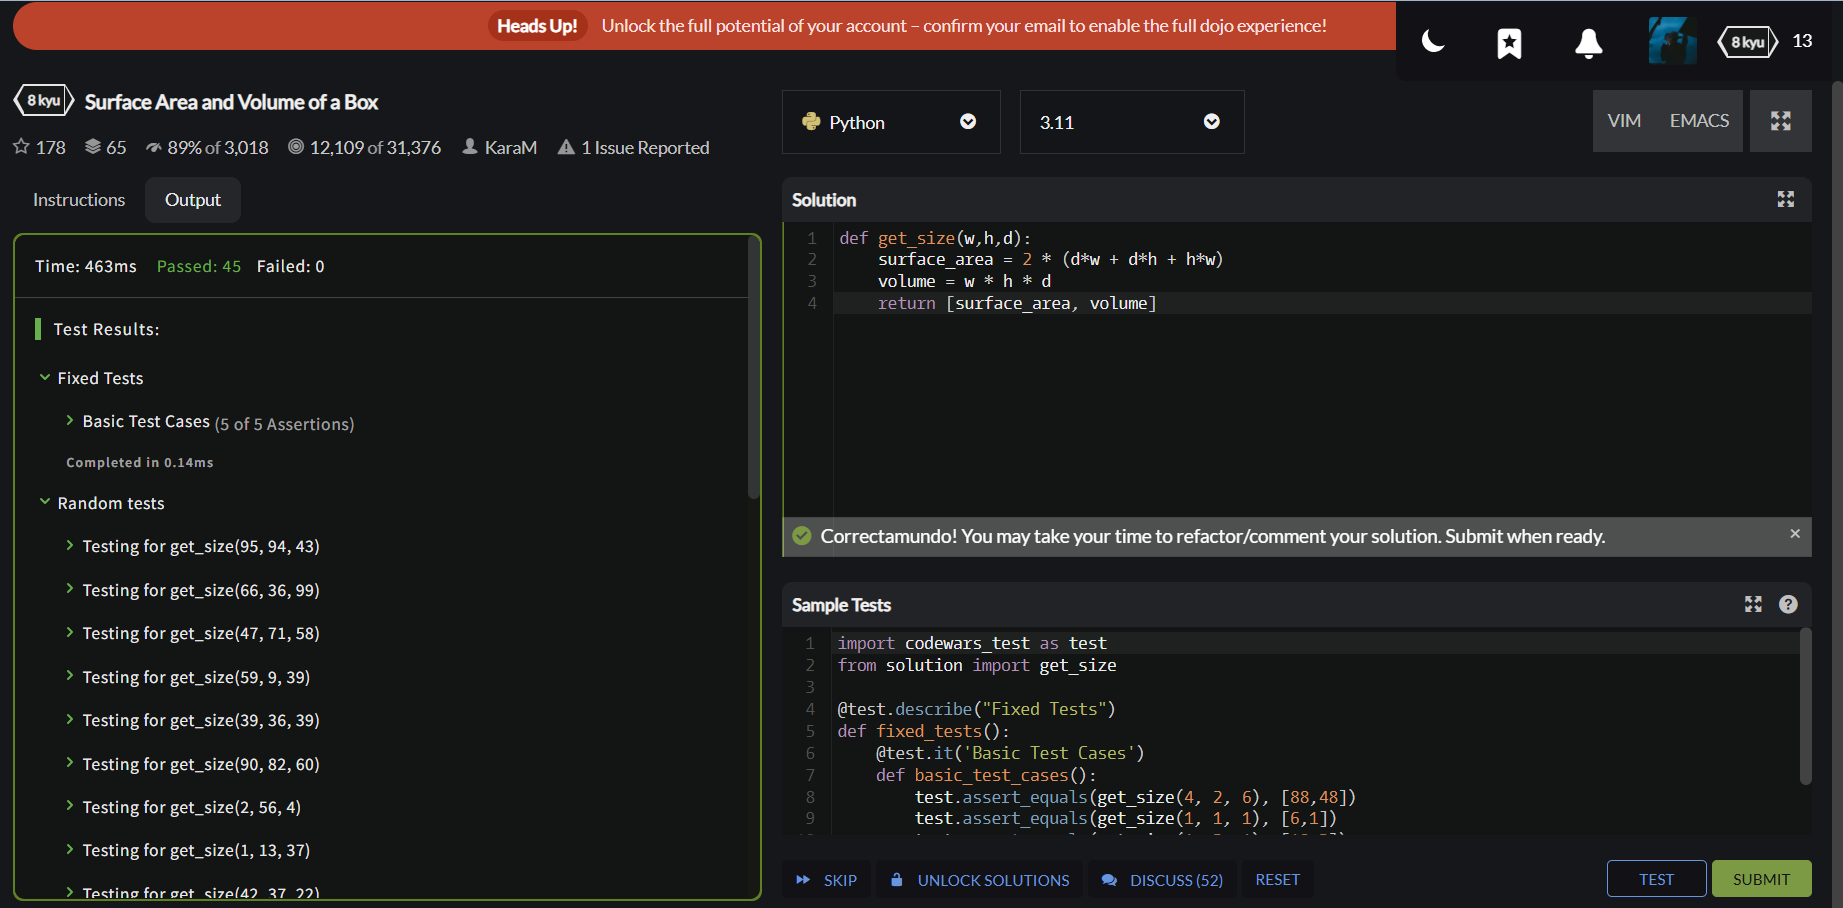 Heads Up! Unlock the full potential of your account – confirm your email to enable the full dojo experience!
8 kyu 13
8 kyu Surface Area and Volume of a Box
178 65 89% of 3,018 12,109 of 31,376 KaraM 1 Issue Reported
Instructions Output
Time: 463ms Passed: 45 Failed: 0
Test Results:
Fixed Tests
Basic Test Cases (5 of 5 Assertions)
Completed in 0.14ms
Random tests
Testing for get_size(95, 94, 43)
Testing for get_size(66, 36, 99)
Testing for get_size(47, 71, 58)
Testing for get_size(59, 9, 39)
Testing for get_size(39, 36, 39)
Testing for get_size(90, 82, 60)
Testing for get_size(2, 56, 4)
Testing for get_size(1, 13, 37)
Testing for get_size(42, 37, 22)
Python 3.11 VIM EMACS
Solution
1 def get_size(w,h,d):
2     surface_area = 2 * (d*w + d*h + h*w)
3     volume = w * h * d
4     return [surface_area, volume]
Correctamundo! You may take your time to refactor/comment your solution. Submit when ready. ×
Sample Tests
1 import codewars_test as test
2 from solution import get_size
3
4 @test.describe("Fixed Tests")
5 def fixed_tests():
6     @test.it('Basic Test Cases')
7     def basic_test_cases():
8         test.assert_equals(get_size(4, 2, 6), [88,48])
9         test.assert_equals(get_size(1, 1, 1), [6,1])
SKIP UNLOCK SOLUTIONS DISCUSS (52) RESET TEST SUBMIT